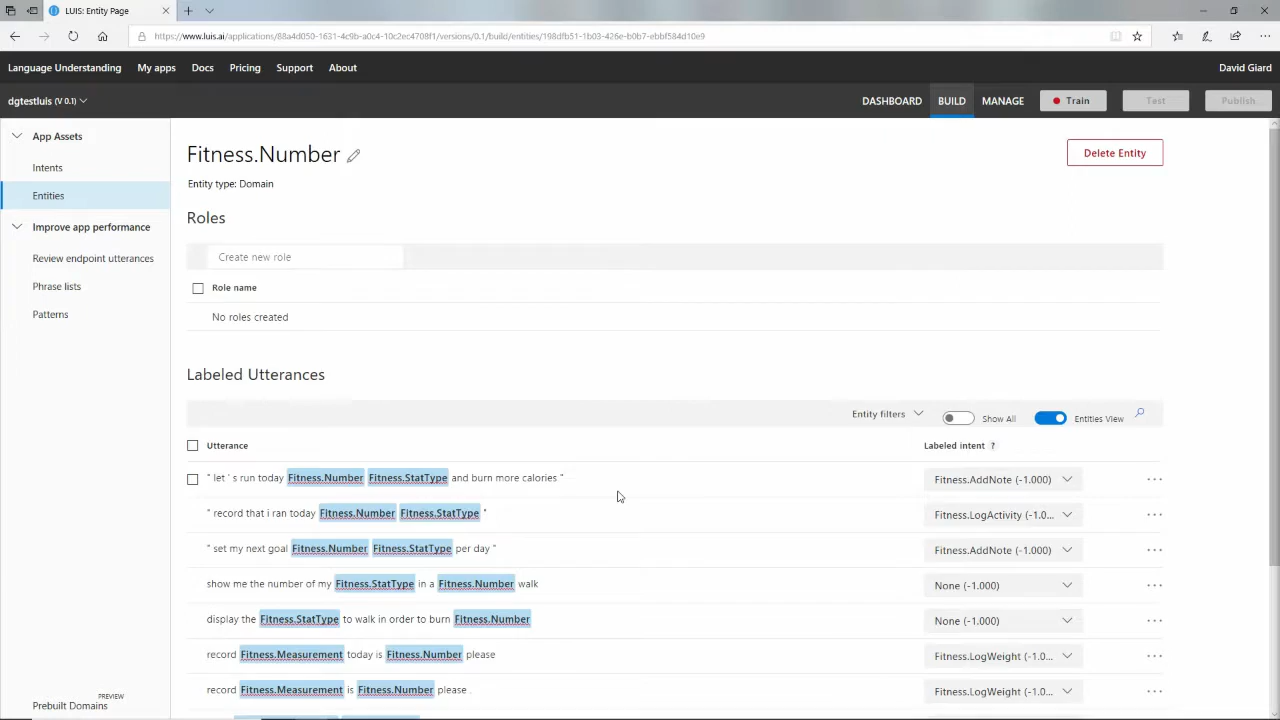 LUIS: Entity Page
https://www.luis.ai/applications/88a4d050-1631-4c9b-a0c4-10c2ec4708f1/versions/0.1/build/entities/198dfb51-1b03-426e-b0b7-ebbf584d10e9
Language Understanding My apps Docs Pricing Support About David Giard
dgtestluis (V 0.1) DASHBOARD BUILD MANAGE Train Test Publish
App Assets
Intents
Entities
Improve app performance
Review endpoint utterances
Phrase lists
Patterns
PREVIEW
Prebuilt Domains
Fitness.Number Delete Entity
Entity type: Domain
Roles
Create new role
Role name
No roles created
Labeled Utterances
Entity filters Show All Entities View
Utterance Labeled intent ?
" let ' s run today Fitness.Number Fitness.StatType and burn more calories " Fitness.AddNote (-1.000) ...
" record that i ran today Fitness.Number Fitness.StatType " Fitness.LogActivity (-1.0... ...
" set my next goal Fitness.Number Fitness.StatType per day " Fitness.AddNote (-1.000) ...
show me the number of my Fitness.StatType in a Fitness.Number walk None (-1.000) ...
display the Fitness.StatType to walk in order to burn Fitness.Number None (-1.000) ...
record Fitness.Measurement today is Fitness.Number please Fitness.LogWeight (-1.0... ...
record Fitness.Measurement is Fitness.Number please . Fitness.LogWeight (-1.0... ...